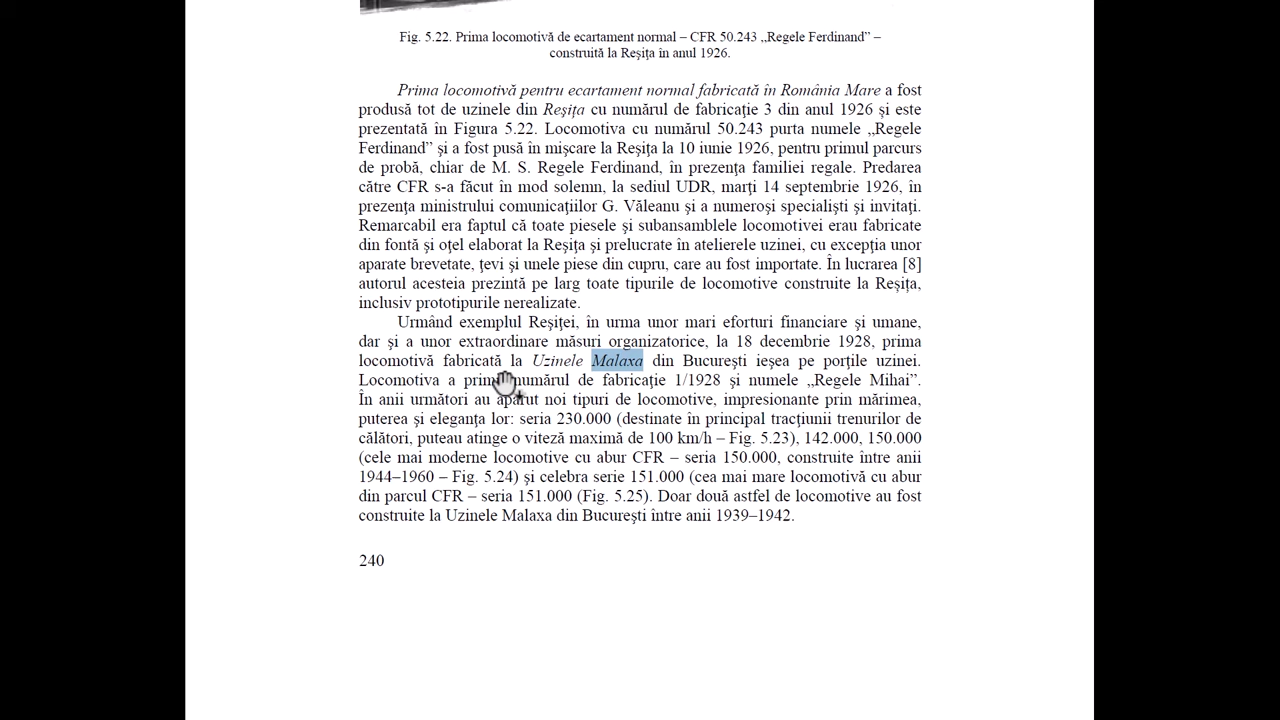 Fig. 5.22. Prima locomotivă de ecartament normal – CFR 50.243 „Regele Ferdinand” –
construită la Reşiţa în anul 1926.
Prima locomotivă pentru ecartament normal fabricată în România Mare a fost
produsă tot de uzinele din Reşiţa cu numărul de fabricaţie 3 din anul 1926 şi este
prezentată în Figura 5.22. Locomotiva cu numărul 50.243 purta numele „Regele
Ferdinand” şi a fost pusă în mişcare la Reşiţa la 10 iunie 1926, pentru primul parcurs
de probă, chiar de M. S. Regele Ferdinand, în prezenţa familiei regale. Predarea
către CFR s-a făcut în mod solemn, la sediul UDR, marţi 14 septembrie 1926, în
prezenţa ministrului comunicaţiilor G. Văleanu şi a numeroşi specialişti şi invitaţi.
Remarcabil era faptul că toate piesele şi subansamblele locomotivei erau fabricate
din fontă şi oţel elaborat la Reşiţa şi prelucrate în atelierele uzinei, cu excepţia unor
aparate brevetate, ţevi şi unele piese din cupru, care au fost importate. În lucrarea [8]
autorul acesteia prezintă pe larg toate tipurile de locomotive construite la Reşiţa,
inclusiv prototipurile nerealizate.
Urmând exemplul Reşiţei, în urma unor mari eforturi financiare şi umane,
dar şi a unor extraordinare măsuri organizatorice, la 18 decembrie 1928, prima
locomotivă fabricată la Uzinele Malaxa din Bucureşti ieşea pe porţile uzinei.
Locomotiva a primit numărul de fabricaţie 1/1928 şi numele „Regele Mihai”.
În anii următori au apărut noi tipuri de locomotive, impresionante prin mărimea,
puterea şi eleganţa lor: seria 230.000 (destinate în principal tracţiunii trenurilor de
călători, puteau atinge o viteză maximă de 100 km/h – Fig. 5.23), 142.000, 150.000
(cele mai moderne locomotive cu abur CFR – seria 150.000, construite între anii
1944–1960 – Fig. 5.24) şi celebra serie 151.000 (cea mai mare locomotivă cu abur
din parcul CFR – seria 151.000 (Fig. 5.25). Doar două astfel de locomotive au fost
construite la Uzinele Malaxa din Bucureşti între anii 1939–1942.
240